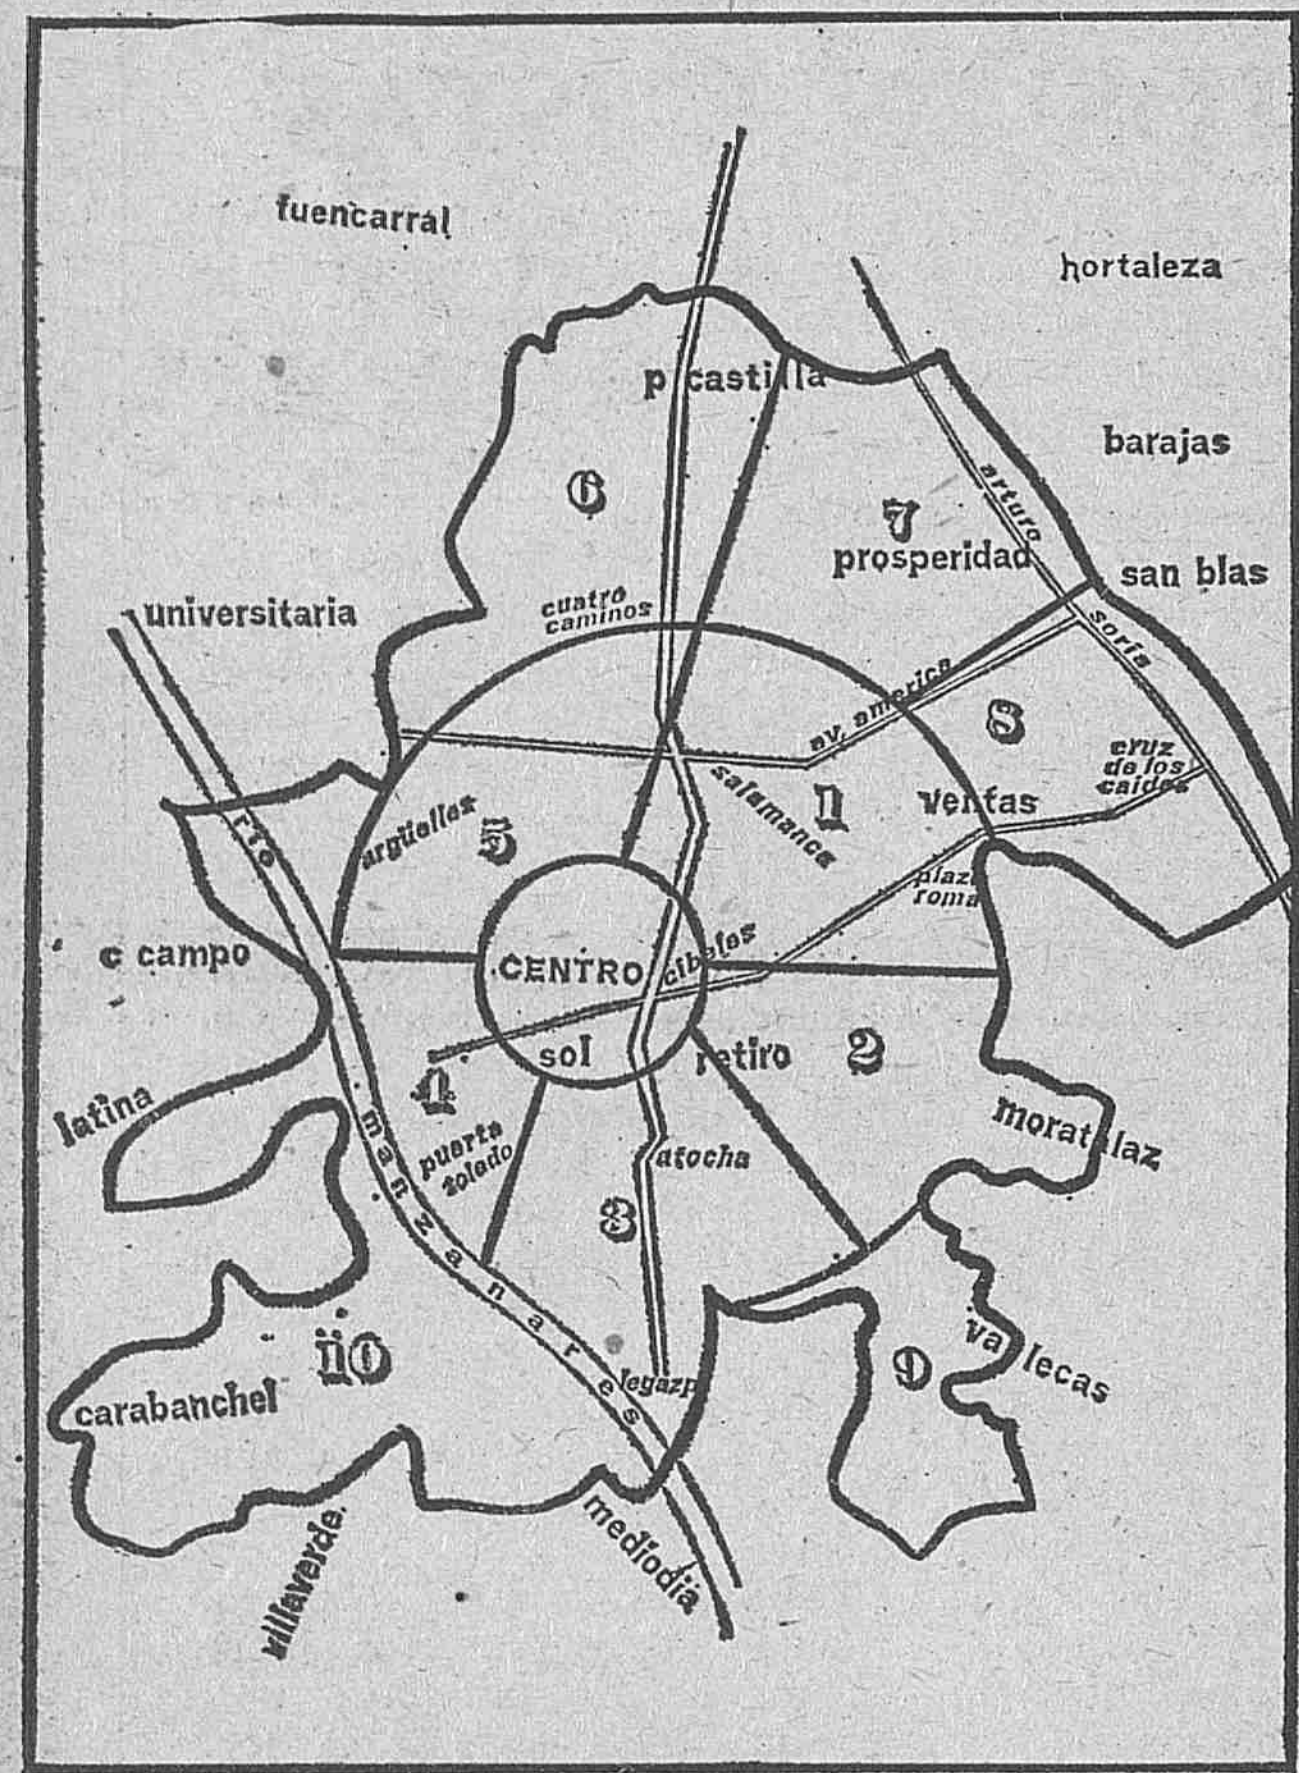 fuencarral
hortaleza
p castilla
barajas
6
7
arturo
prosperidad
san blas
universitaria
cuatro
caminos
soria
av. america
8
cruz
de los
caidos
salamanca
1
ventas
rio
argüelles
5
plaza
roma
c campo
CENTRO
cibeles
sol
retiro
2
4
latina
manzanares
puerta
toledo
atocha
moratalaz
3
10
9
vallecas
legazpi
carabanchel
villaverde.
mediodia